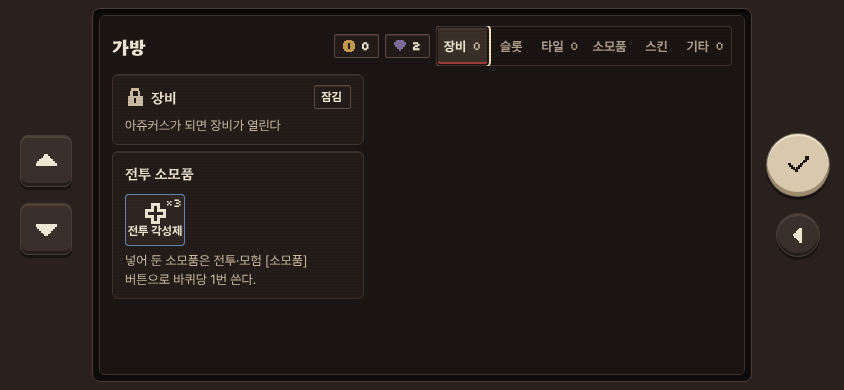 가방
0 2 장비 0 슬롯 타일 0 소모품 스킨 기타 0
장비 잠김
아쥬커스가 되면 장비가 열린다
전투 소모품
×3
전투 각성제
넣어 둔 소모품은 전투·모험 [소모품]
버튼으로 바퀴당 1번 쓴다.